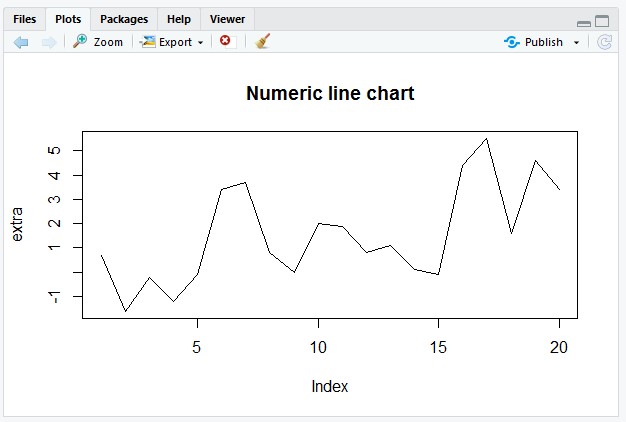 Files Plots Packages Help Viewer
Zoom Export Publish
Numeric line chart
extra
5
4
3
2
1
-1
5 10 15 20
Index